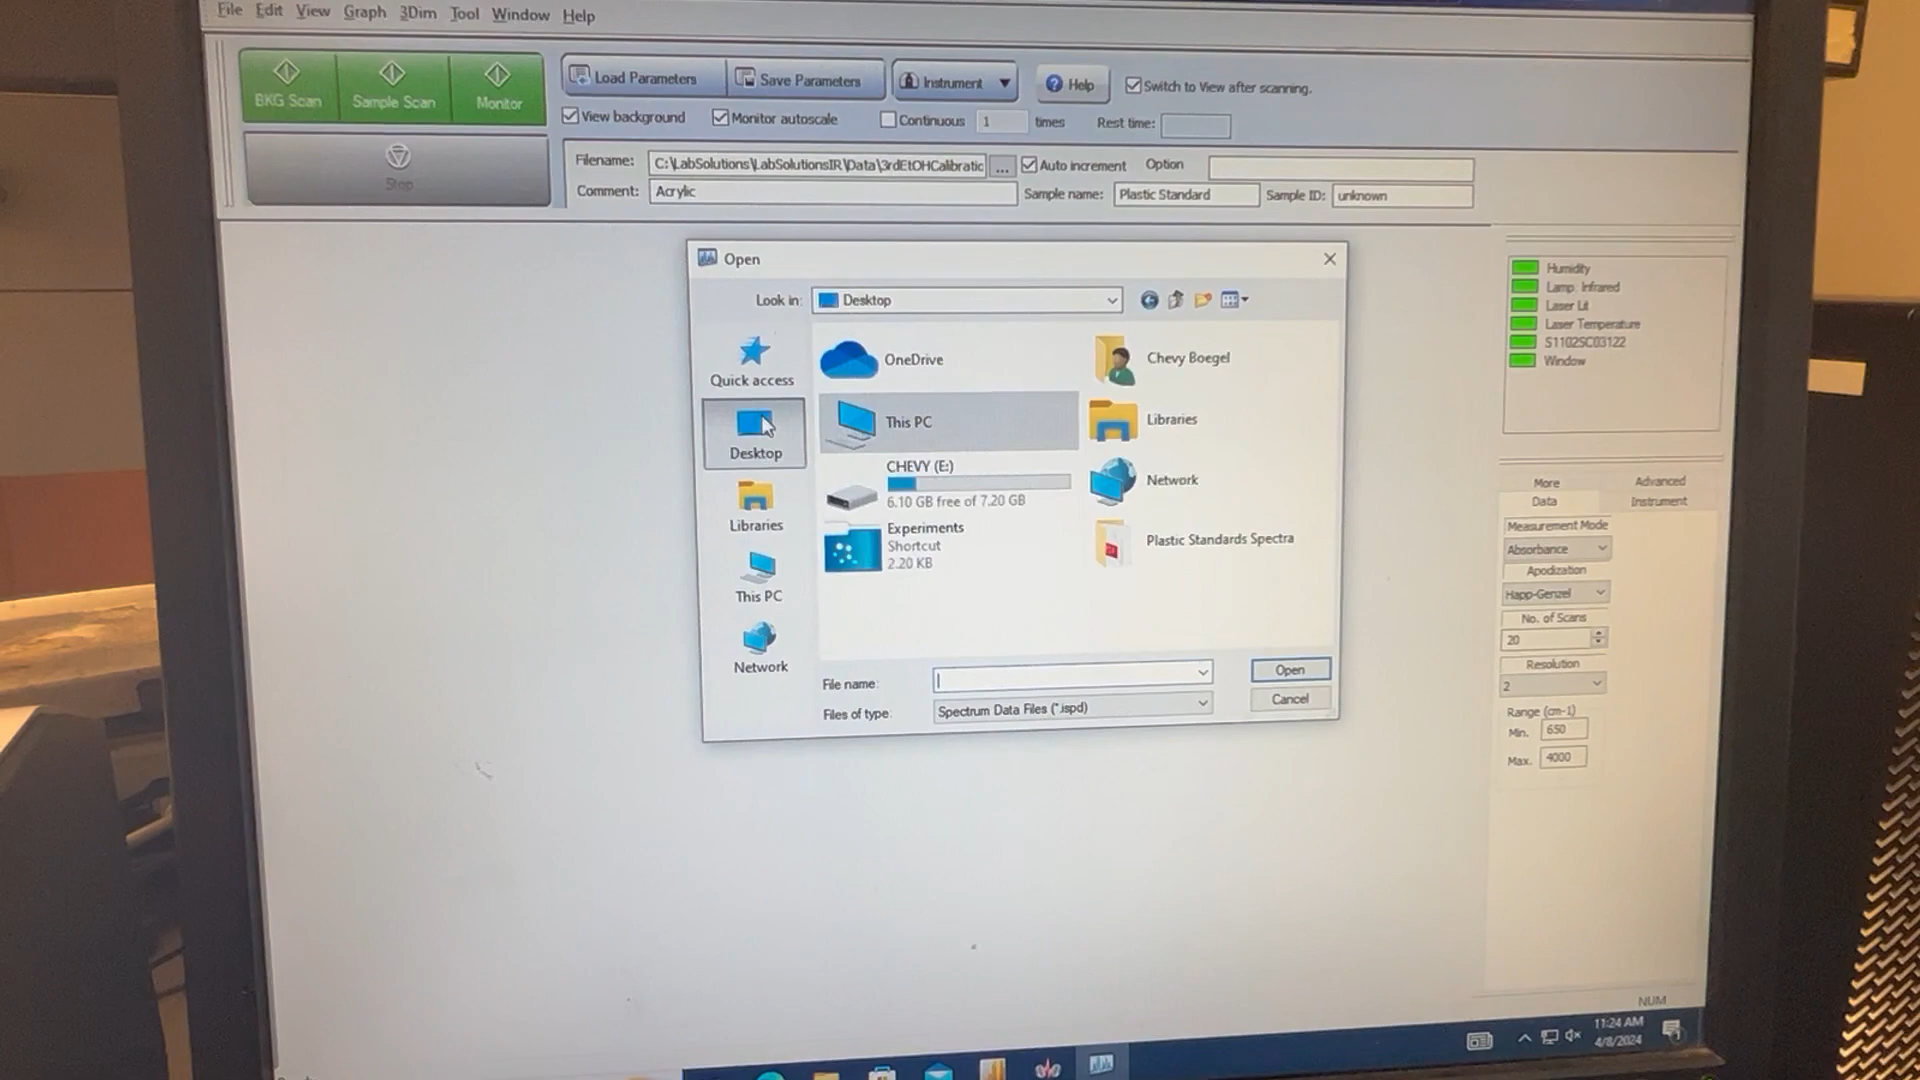 File Edit View Graph 3Dim Tool Window Help
BKG Scan Sample Scan Monitor
Load Parameters Save Parameters Instrument Help Switch to View after scanning.
View background Monitor autoscale Continuous 1 times Rest time:
Stop
Filename: C:\LabSolutions\LabSolutionsIR\Data\3rdEtOHCalibratic ... Auto increment Option
Comment: Acrylic Sample name: Plastic Standard Sample ID: unknown
Open
Look in: Desktop
Quick access
Desktop
Libraries
This PC
Network
OneDrive
Chevy Boegel
This PC
Libraries
CHEVY (E:)
6.10 GB free of 7.20 GB
Network
Experiments
Shortcut
2.20 KB
Plastic Standards Spectra
File name:
Open
Files of type: Spectrum Data Files (*.ispd)
Cancel
Humidity
Lamp: Infrared
Laser Lit
Laser Temperature
S1102SC03122
Window
More Advanced
Data Instrument
Measurement Mode
Absorbance
Apodization
Happ-Genzel
No. of Scans
20
Resolution
2
Range (cm-1)
Min. 650
Max. 4000
NUM
11:24 AM
4/8/2024
1